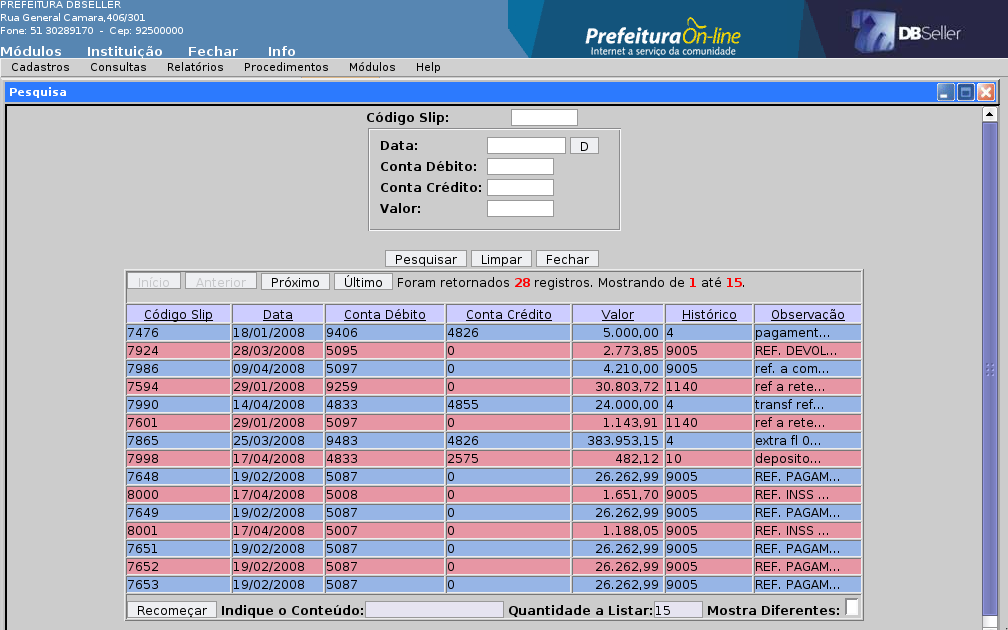 PREFEITURA DBSELLER
Rua General Camara,406/301
Fone: 51 30289170 - Cep: 92500000
Prefeitura On-line
Internet a serviço da comunidade
DBSeller
Módulos Instituição Fechar Info
Cadastros Consultas Relatórios Procedimentos Módulos Help
Pesquisa
Código Slip:
Data: D
Conta Débito:
Conta Crédito:
Valor:
Pesquisar Limpar Fechar
Início Anterior Próximo Último Foram retornados 28 registros. Mostrando de 1 até 15.
Código Slip Data Conta Débito Conta Crédito Valor Histórico Observação
7476 18/01/2008 9406 4826 5.000,00 4 pagament...
7924 28/03/2008 5095 0 2.773,85 9005 REF. DEVOL...
7986 09/04/2008 5097 0 4.210,00 9005 ref. a com...
7594 29/01/2008 9259 0 30.803,72 1140 ref a rete...
7990 14/04/2008 4833 4855 24.000,00 4 transf ref...
7601 29/01/2008 5097 0 1.143,91 1140 ref a rete...
7865 25/03/2008 9483 4826 383.953,15 4 extra fl 0...
7998 17/04/2008 4833 2575 482,12 10 deposito...
7648 19/02/2008 5087 0 26.262,99 9005 REF. PAGAM...
8000 17/04/2008 5008 0 1.651,70 9005 REF. INSS ...
7649 19/02/2008 5087 0 26.262,99 9005 REF. PAGAM...
8001 17/04/2008 5007 0 1.188,05 9005 REF. INSS ...
7651 19/02/2008 5087 0 26.262,99 9005 REF. PAGAM...
7652 19/02/2008 5087 0 26.262,99 9005 REF. PAGAM...
7653 19/02/2008 5087 0 26.262,99 9005 REF. PAGAM...
Recomeçar Indique o Conteúdo: Quantidade a Listar: 15 Mostra Diferentes: